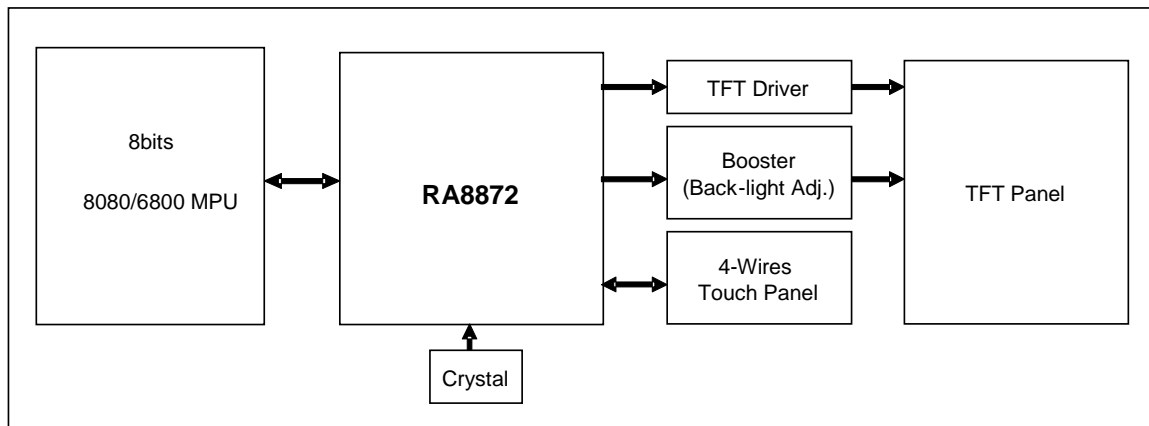 8bits
8080/6800 MPU
RA8872
TFT Driver
Booster
(Back-light Adj.)
4-Wires
Touch Panel
TFT Panel
Crystal